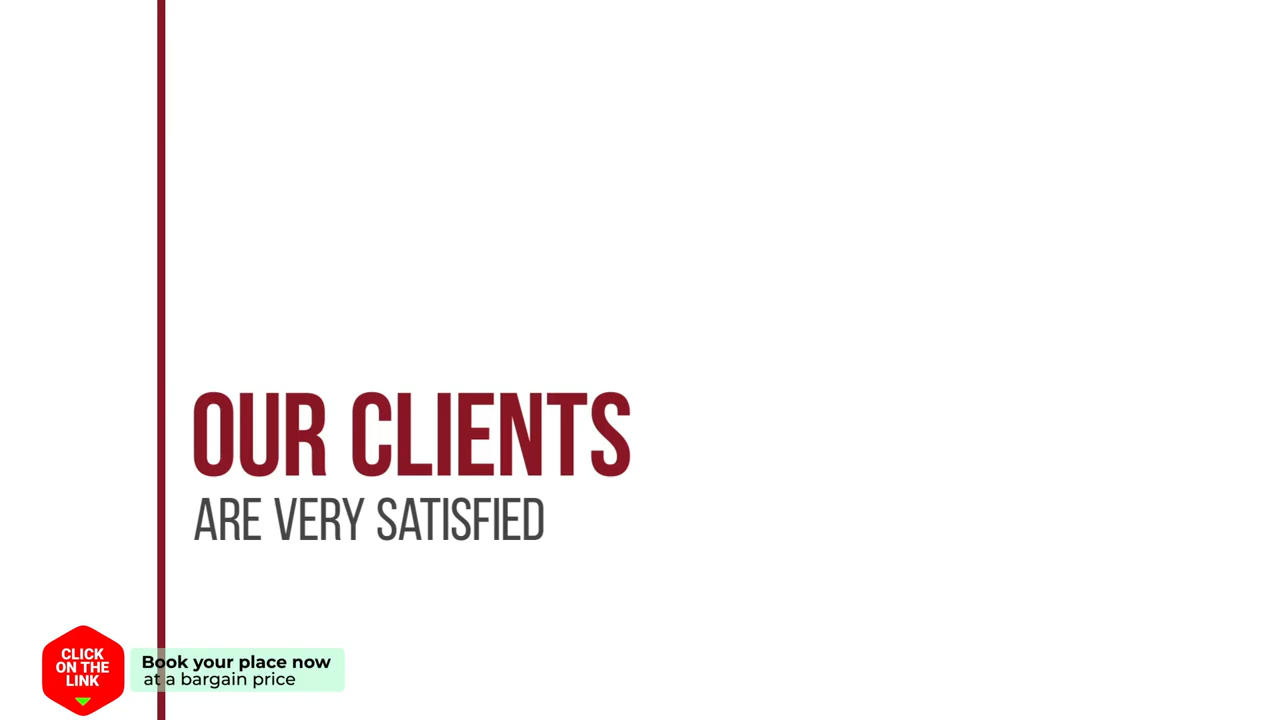 OUR CLIENTS
ARE VERY SATISFIED
CLICK
ON THE
LINK
Book your place now
at a bargain price